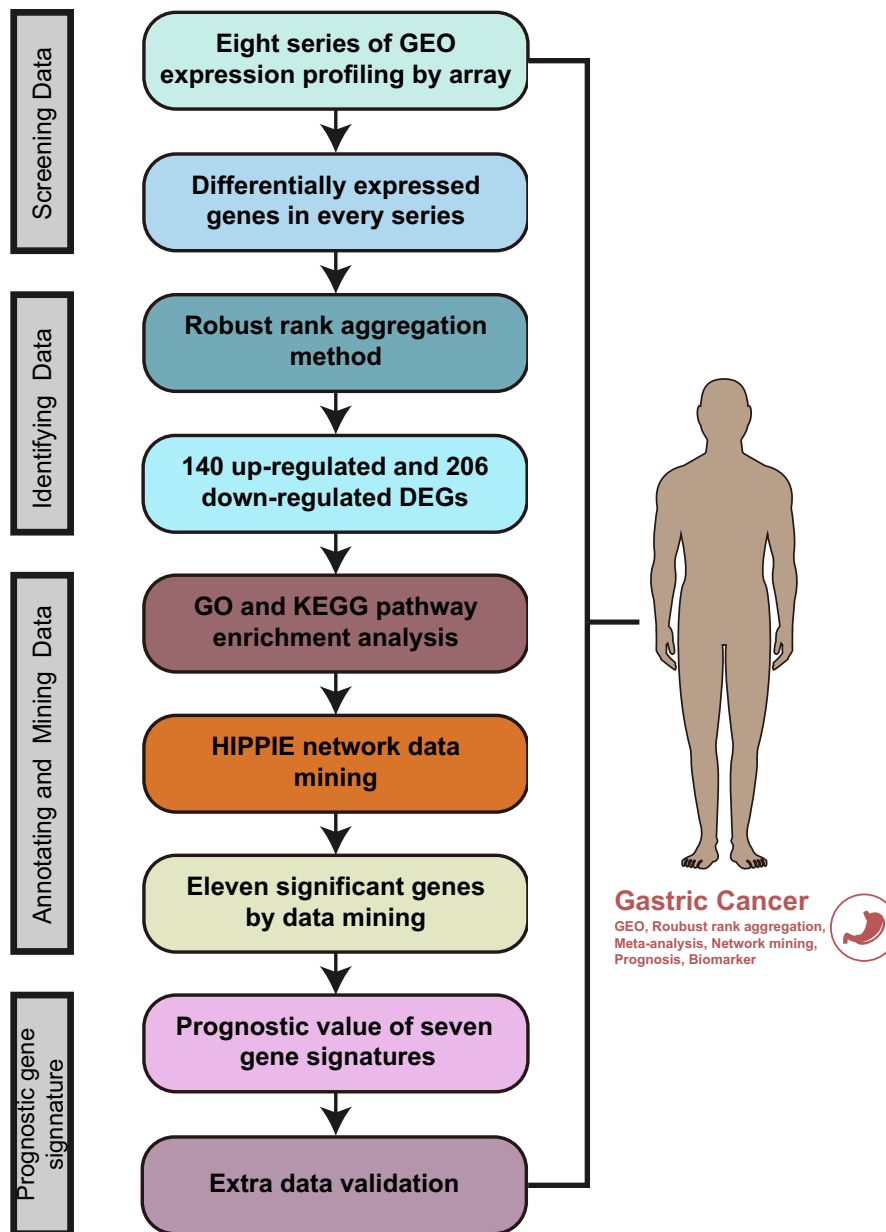 Screening Data
Eight series of GEO
expression profiling by array
Differentially expressed
genes in every series
Identifying Data
Robust rank aggregation
method
140 up-regulated and 206
down-regulated DEGs
Annotating and Mining Data
GO and KEGG pathway
enrichment analysis
HIPPIE network data
mining
Eleven significant genes
by data mining
Prognostic gene
signnature
Prognostic value of seven
gene signatures
Extra data validation
Gastric Cancer
GEO, Roubust rank aggregation,
Meta-analysis, Network mining,
Prognosis, Biomarker